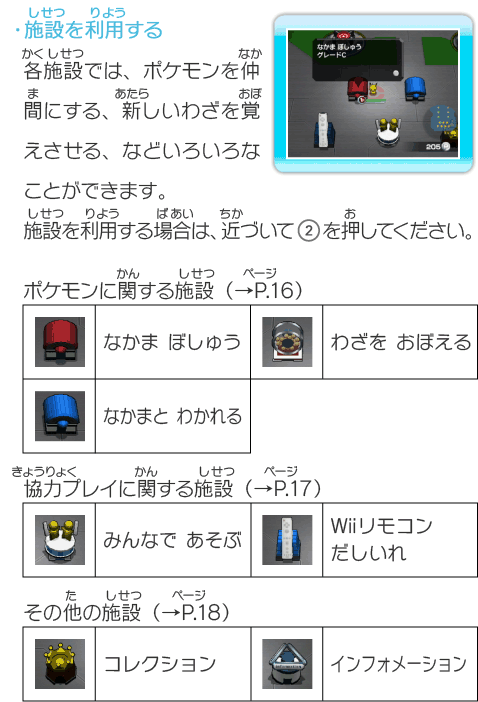 ・施設を利用する
各施設では、ポケモンを仲
間にする、新しいわざを覚
えさせる、などいろいろな
ことができます。
施設を利用する場合は、近づいて②を押してください。
なかま ぼしゅう
グレードC
205
ポケモンに関する施設（→P.16）
なかま ぼしゅう
わざを おぼえる
なかまと わかれる
協力プレイに関する施設（→P.17）
みんなで あそぶ
Wiiリモコン
だしいれ
その他の施設（→P.18）
コレクション
インフォメーション